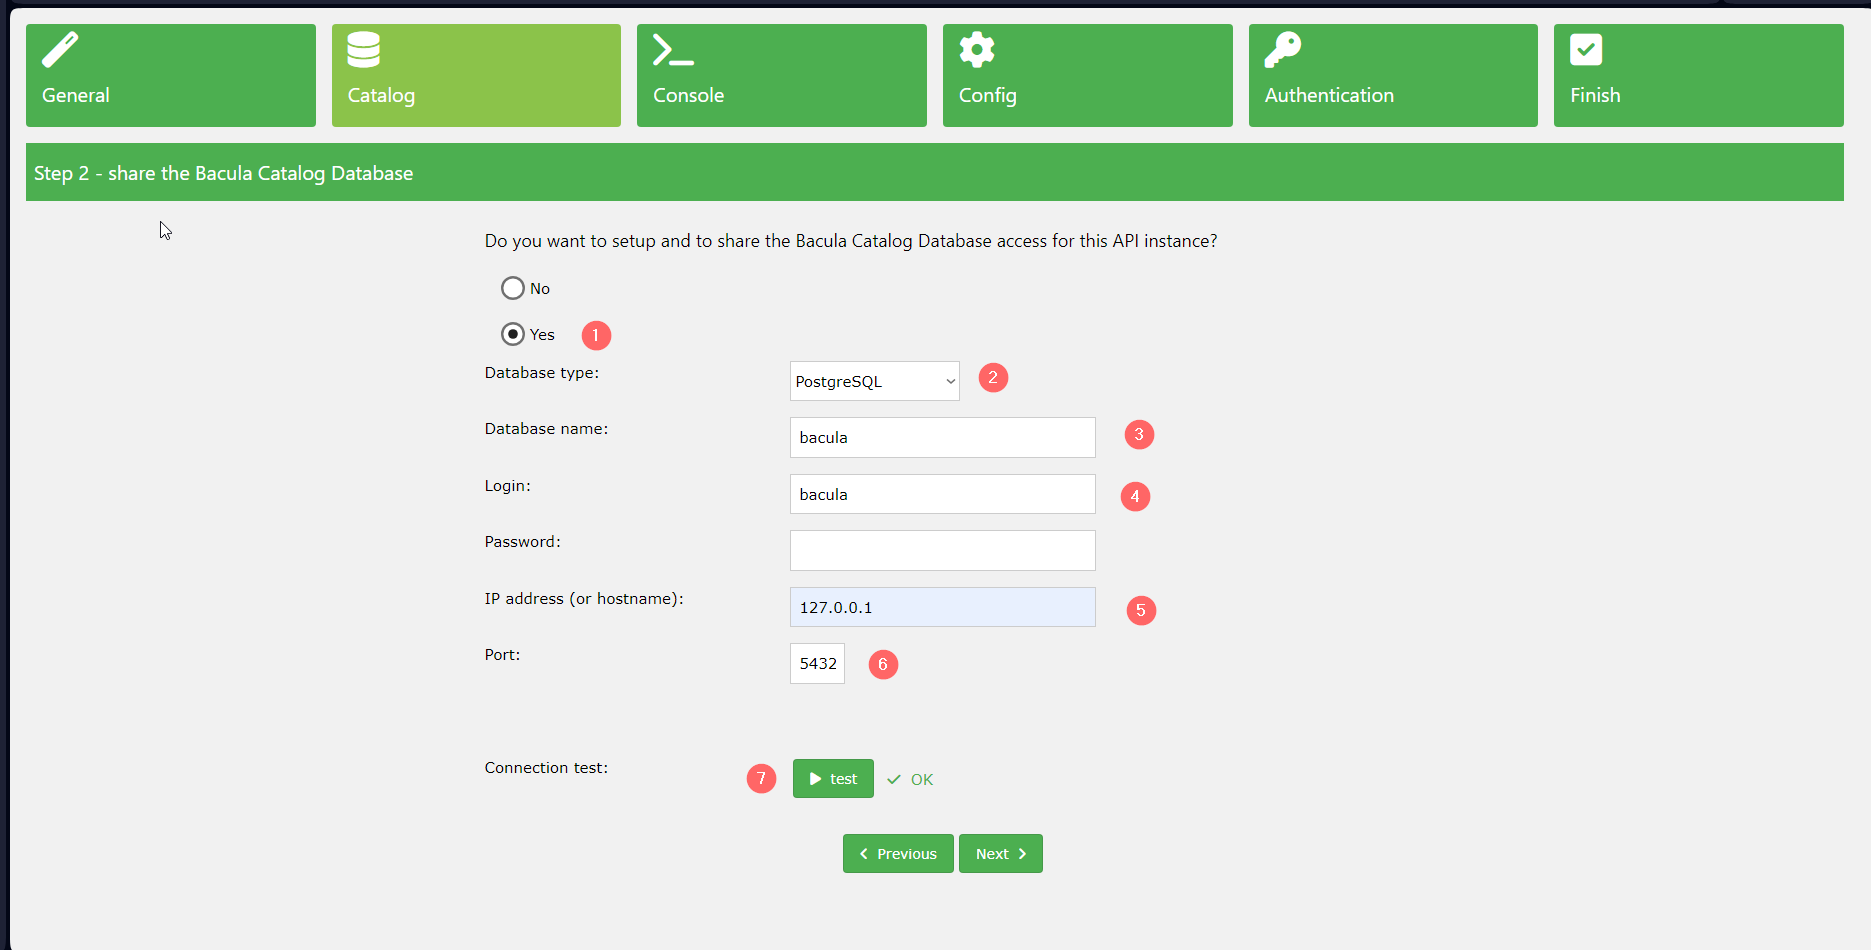 General
Catalog
Console
Config
Authentication
Finish
Step 2 - share the Bacula Catalog Database
Do you want to setup and to share the Bacula Catalog Database access for this API instance?
No
Yes 1
Database type: PostgreSQL 2
Database name: bacula 3
Login: bacula 4
Password:
IP address (or hostname): 127.0.0.1 5
Port: 5432 6
Connection test: 7 test OK
Previous Next